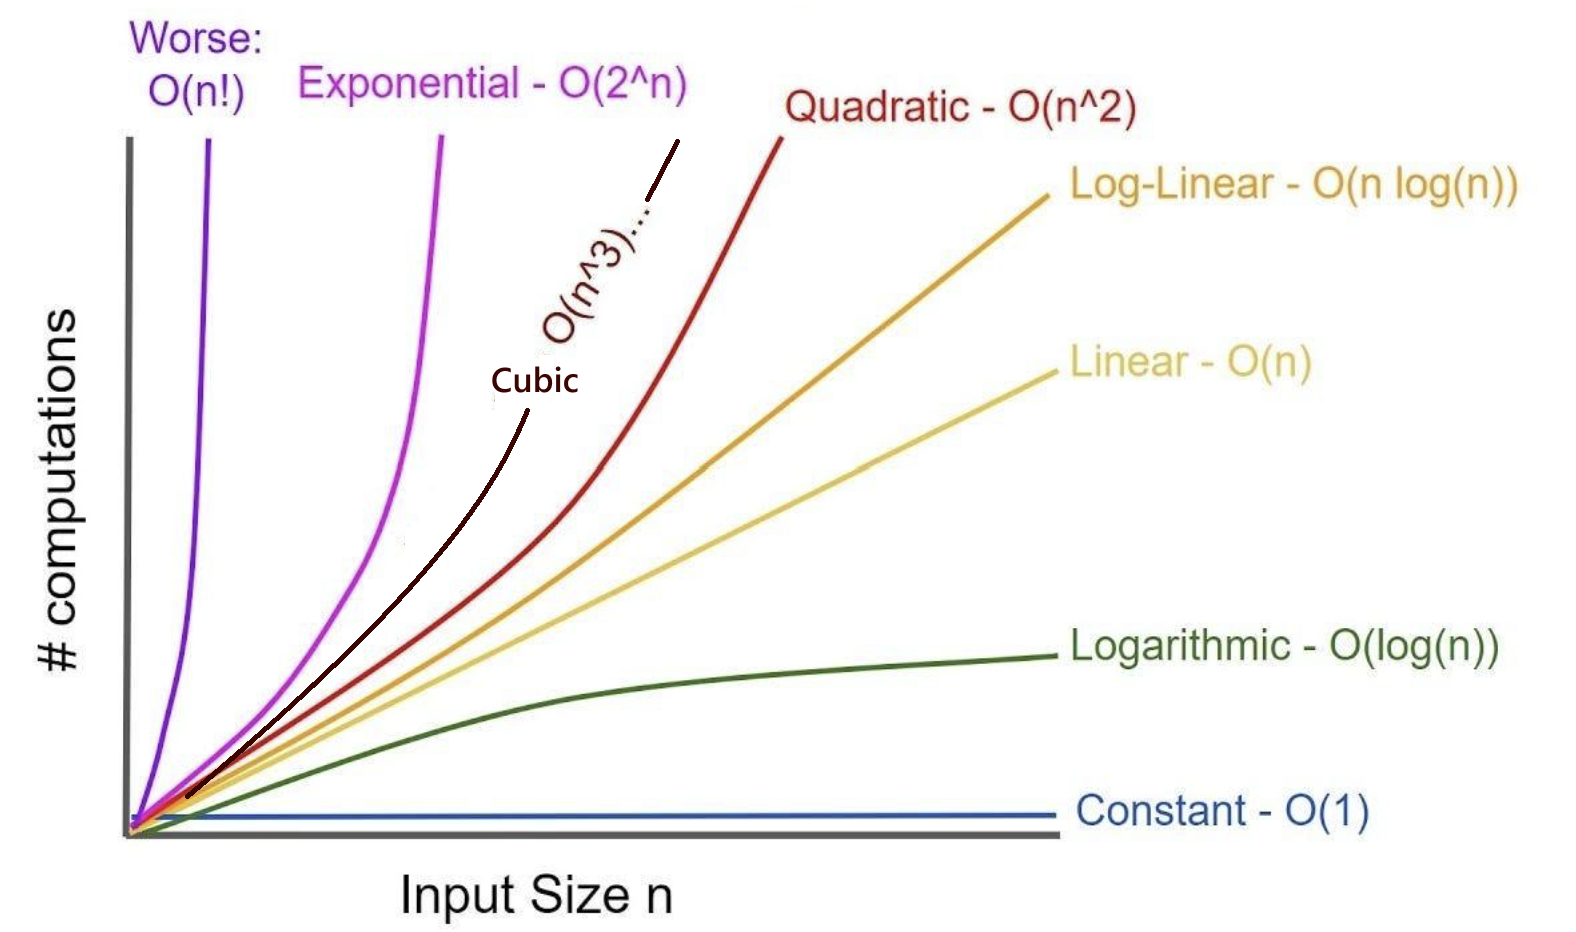 Worse:
O(n!)
Exponential - O(2^n)
Quadratic - O(n^2)
Log-Linear - O(n log(n))
O(n^3)...
Cubic
Linear - O(n)
Logarithmic - O(log(n))
Constant - O(1)
# computations
Input Size n